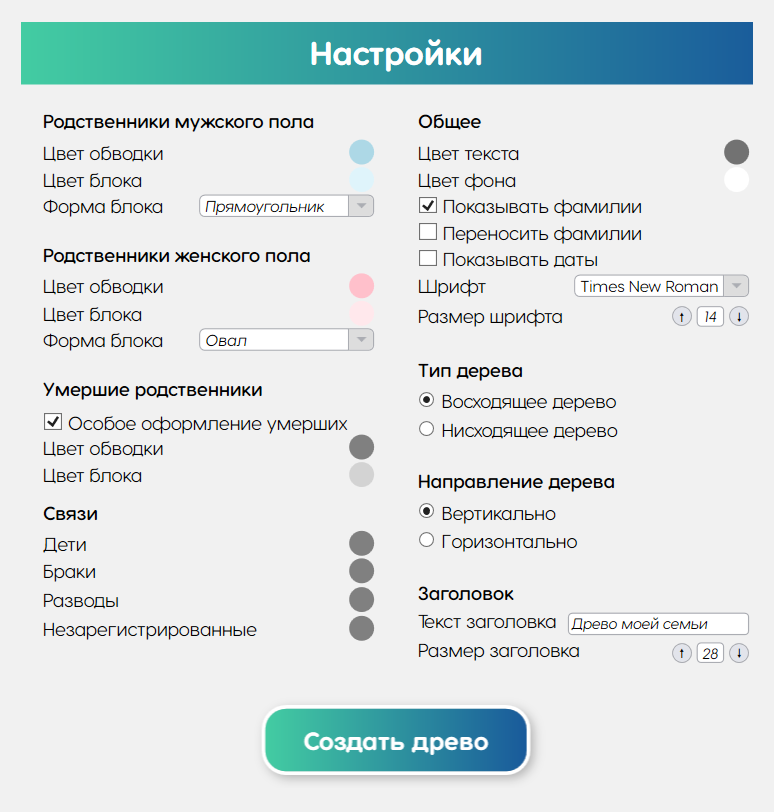 Настройки
Родственники мужского пола
Цвет обводки
Цвет блока
Форма блока Прямоугольник
Родственники женского пола
Цвет обводки
Цвет блока
Форма блока Овал
Умершие родственники
Особое оформление умерших
Цвет обводки
Цвет блока
Связи
Дети
Браки
Разводы
Незарегистрированные
Общее
Цвет текста
Цвет фона
Показывать фамилии
Переносить фамилии
Показывать даты
Шрифт Times New Roman
Размер шрифта ↑ 14 ↓
Тип дерева
Восходящее дерево
Нисходящее дерево
Направление дерева
Вертикально
Горизонтально
Заголовок
Текст заголовка Древо моей семьи
Размер заголовка ↑ 28 ↓
Создать древо